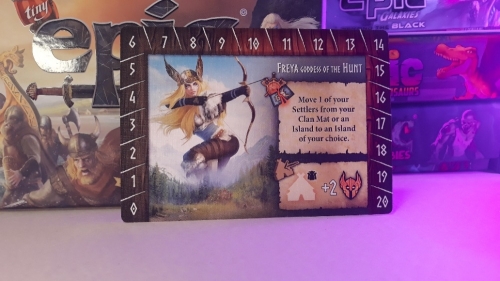 tiny
epic
epic
GALAXIES
BLACK
6 7 8 9 10 11 12 13 14
5 15
4 16
3 17
2 18
1 19
0 20
FREYA GODDESS OF THE HUNT
Move 1 of your
Settlers from your
Clan Mat or an
Island to an Island
of your choice.
+2